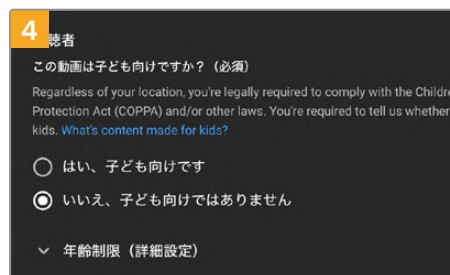 4
聴者
この動画は子ども向けですか？（必須）
Regardless of your location, you're legally required to comply with the Childre
Protection Act (COPPA) and/or other laws. You're required to tell us whether
kids. What's content made for kids?
はい、子ども向けです
いいえ、子ども向けではありません
年齢制限（詳細設定）